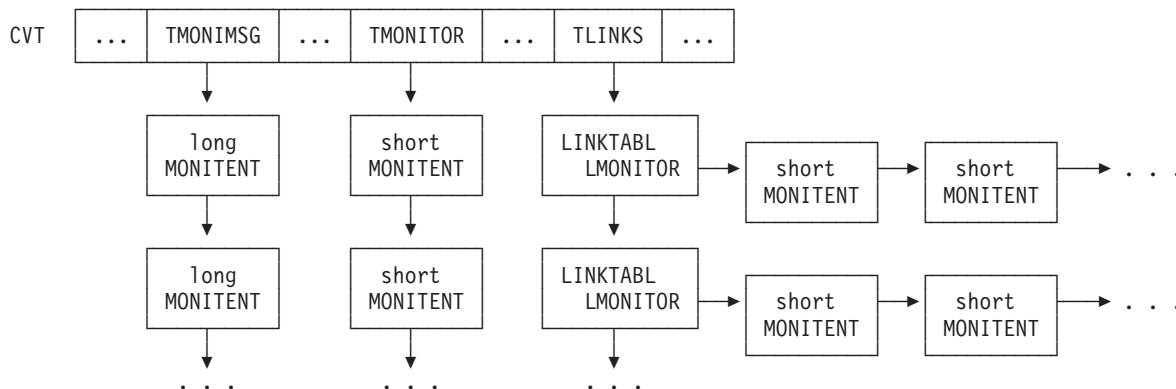 CVT ... TMONIMSG ... TMONITOR ... TLINKS ...
long short LINKTABL
MONITENT MONITENT LMONITOR short short . . .
MONITENT MONITENT
long short LINKTABL
MONITENT MONITENT LMONITOR short short . . .
MONITENT MONITENT
. . . . . . . . .